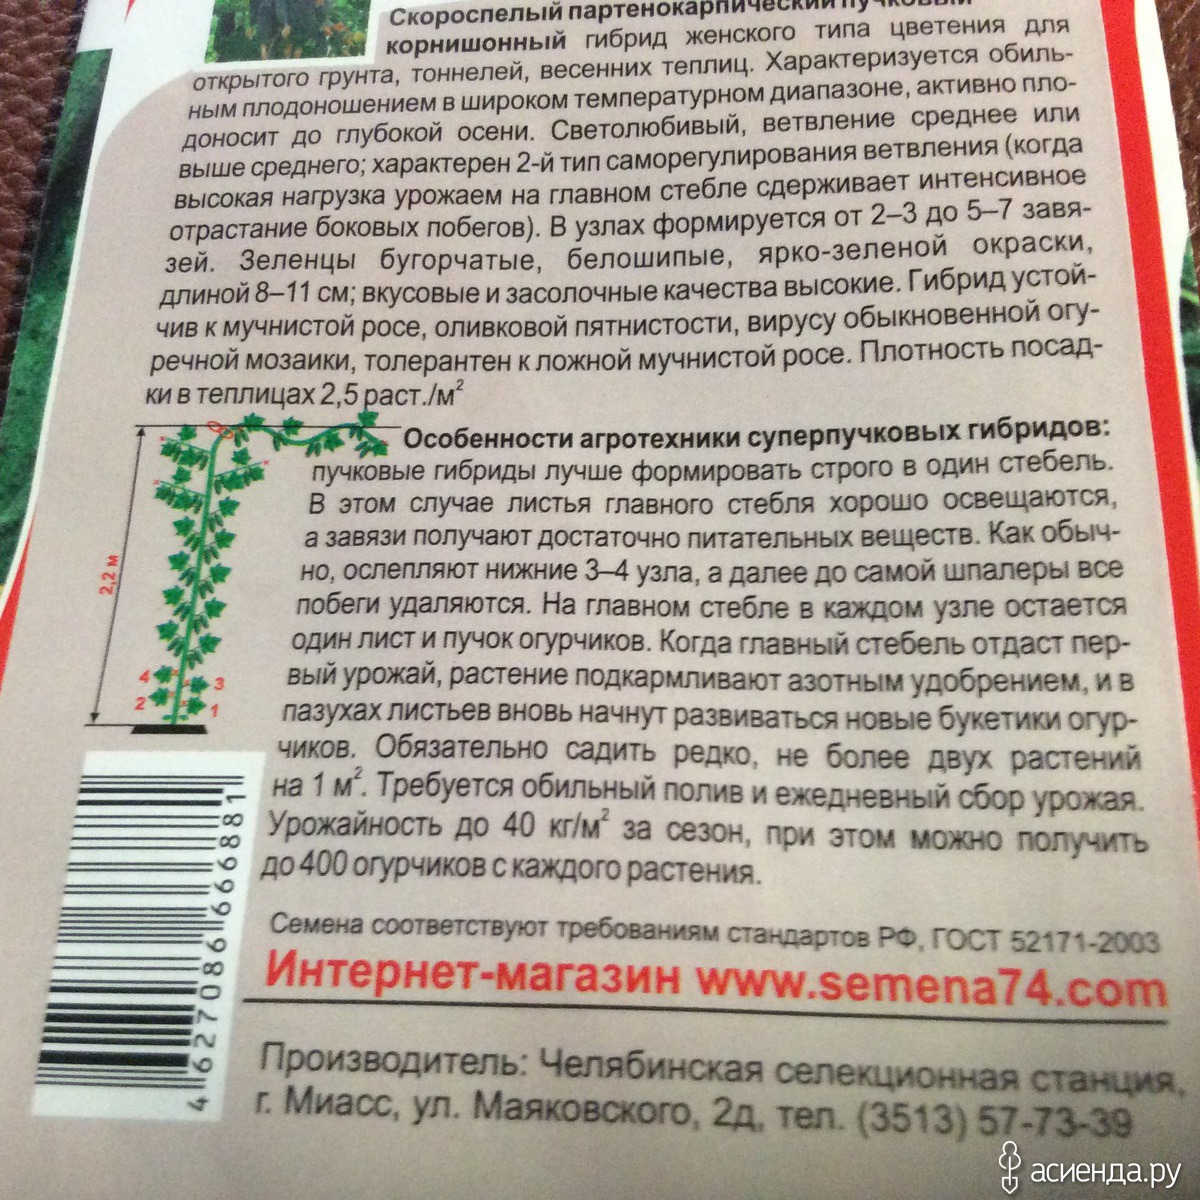 Скороспелый партенокарпический пучковый
корнишонный гибрид женского типа цветения для
открытого грунта, тоннелей, весенних теплиц. Характеризуется обиль-
ным плодоношением в широком температурном диапазоне, активно пло-
доносит до глубокой осени. Светолюбивый, ветвление среднее или
выше среднего; характерен 2-й тип саморегулирования ветвления (когда
высокая нагрузка урожаем на главном стебле сдерживает интенсивное
отрастание боковых побегов). В узлах формируется от 2–3 до 5–7 завя-
зей. Зеленцы бугорчатые, белошипые, ярко-зеленой окраски,
длиной 8–11 см; вкусовые и засолочные качества высокие. Гибрид устой-
чив к мучнистой росе, оливковой пятнистости, вирусу обыкновенной огу-
речной мозаики, толерантен к ложной мучнистой росе. Плотность посад-
ки в теплицах 2,5 раст./м²
Особенности агротехники суперпучковых гибридов:
пучковые гибриды лучше формировать строго в один стебель.
В этом случае листья главного стебля хорошо освещаются,
а завязи получают достаточно питательных веществ. Как обыч-
но, ослепляют нижние 3–4 узла, а далее до самой шпалеры все
побеги удаляются. На главном стебле в каждом узле остается
один лист и пучок огурчиков. Когда главный стебель отдаст пер-
вый урожай, растение подкармливают азотным удобрением, и в
пазухах листьев вновь начнут развиваться новые букетики огур-
чиков. Обязательно садить редко, не более двух растений
на 1 м². Требуется обильный полив и ежедневный сбор урожая.
Урожайность до 40 кг/м² за сезон, при этом можно получить
до 400 огурчиков с каждого растения.
2,2 м
4
3
2
1
Семена соответствуют требованиям стандартов РФ, ГОСТ 52171-2003
Интернет-магазин www.semena74.com
Производитель: Челябинская селекционная станция,
г. Миасс, ул. Маяковского, 2д, тел. (3513) 57-73-39
4 627086 666881
асиенда.ру